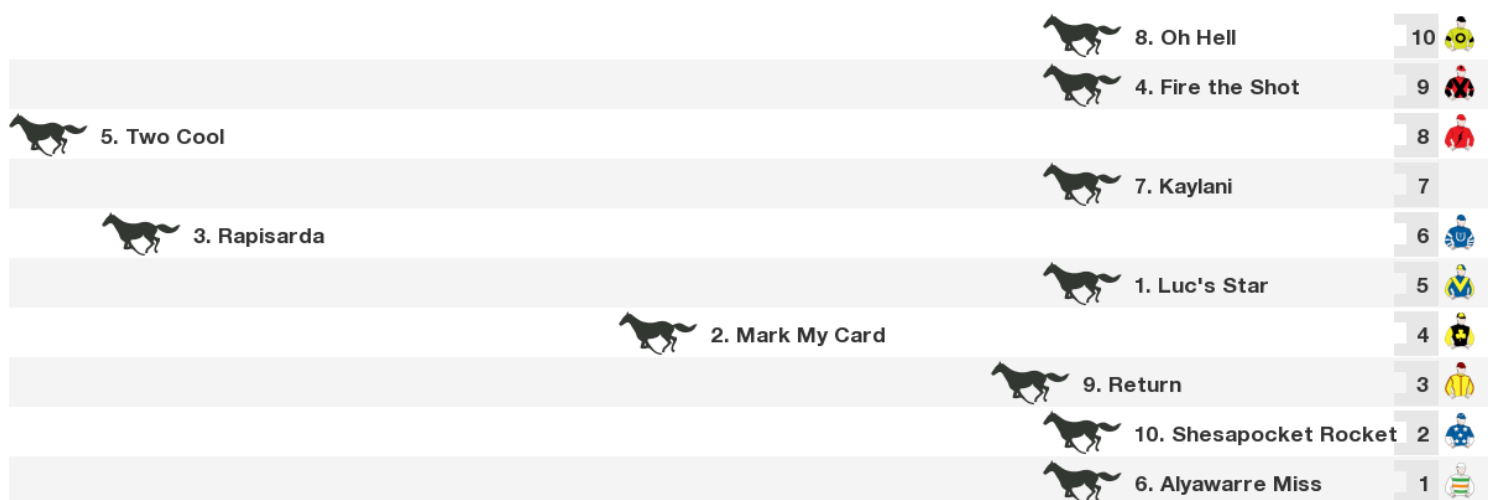 8. Oh Hell 10
4. Fire the Shot 9
5. Two Cool 8
7. Kaylani 7
3. Rapisarda 6
1. Luc's Star 5
2. Mark My Card 4
9. Return 3
10. Shesapocket Rocket 2
6. Alyawarre Miss 1